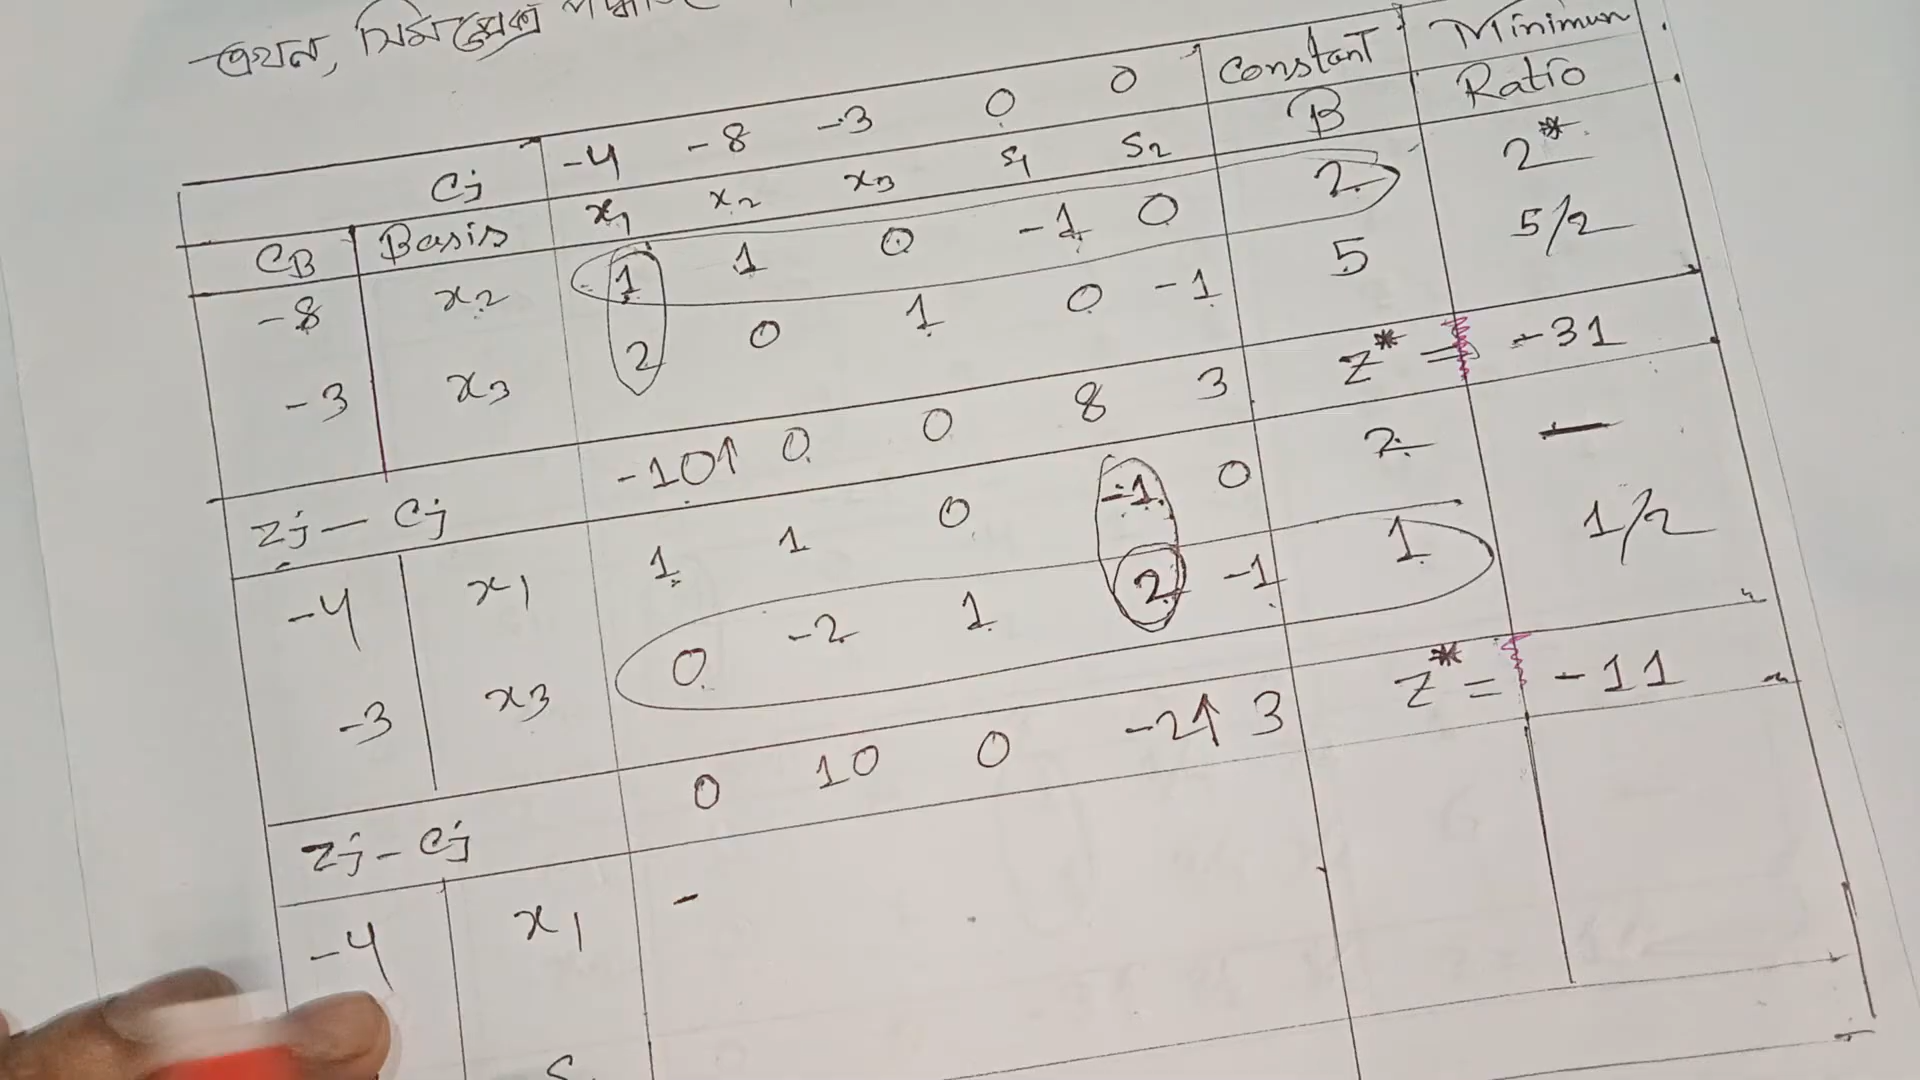 এখন, সিমপ্লেক্স
Cj -4 -8 -3 0 0 Constant Minimun
CB Basis x1 x2 x3 S1 S2 B Ratio
-8 x2 1 1 0 -1 0 2 2*
-3 x3 2 0 1 0 -1 5 5/2
Zj - Cj -10↑ 0 0 8 3 Z* = -31
-4 x1 1 1 0 -1 0 2 —
-3 x3 0 -2 1 2 -1 1 1/2
Zj - Cj 0 10 0 -2↑ 3 Z* = -11
-4 x1 -